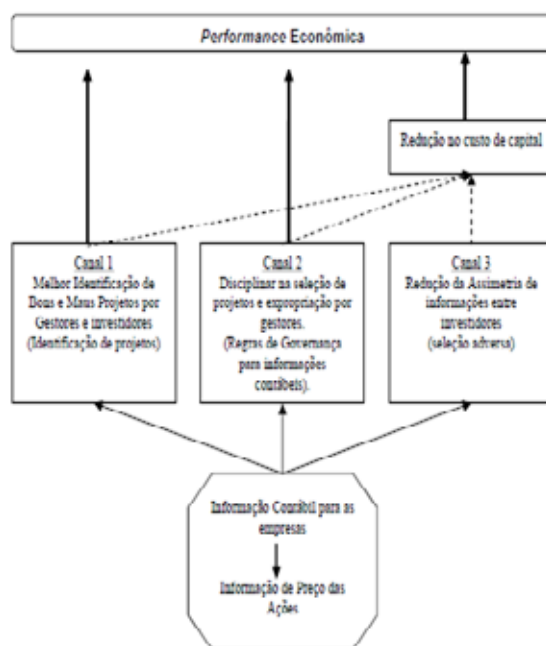 Performance Econômica
Redução no custo de capital
Canal 1
Melhor Identificação de
Bons e Maus Projetos por
Gestores e investidores
(Identificação de projetos)
Canal 2
Disciplinar na seleção de
projetos e expropriação por
gestores.
(Regras de Governança
para informações
contábeis).
Canal 3
Redução da Assimetria de
informações entre
investidores
(seleção adversa)
Informação Contábil para as
empresas
Informação de Preço das
Ações